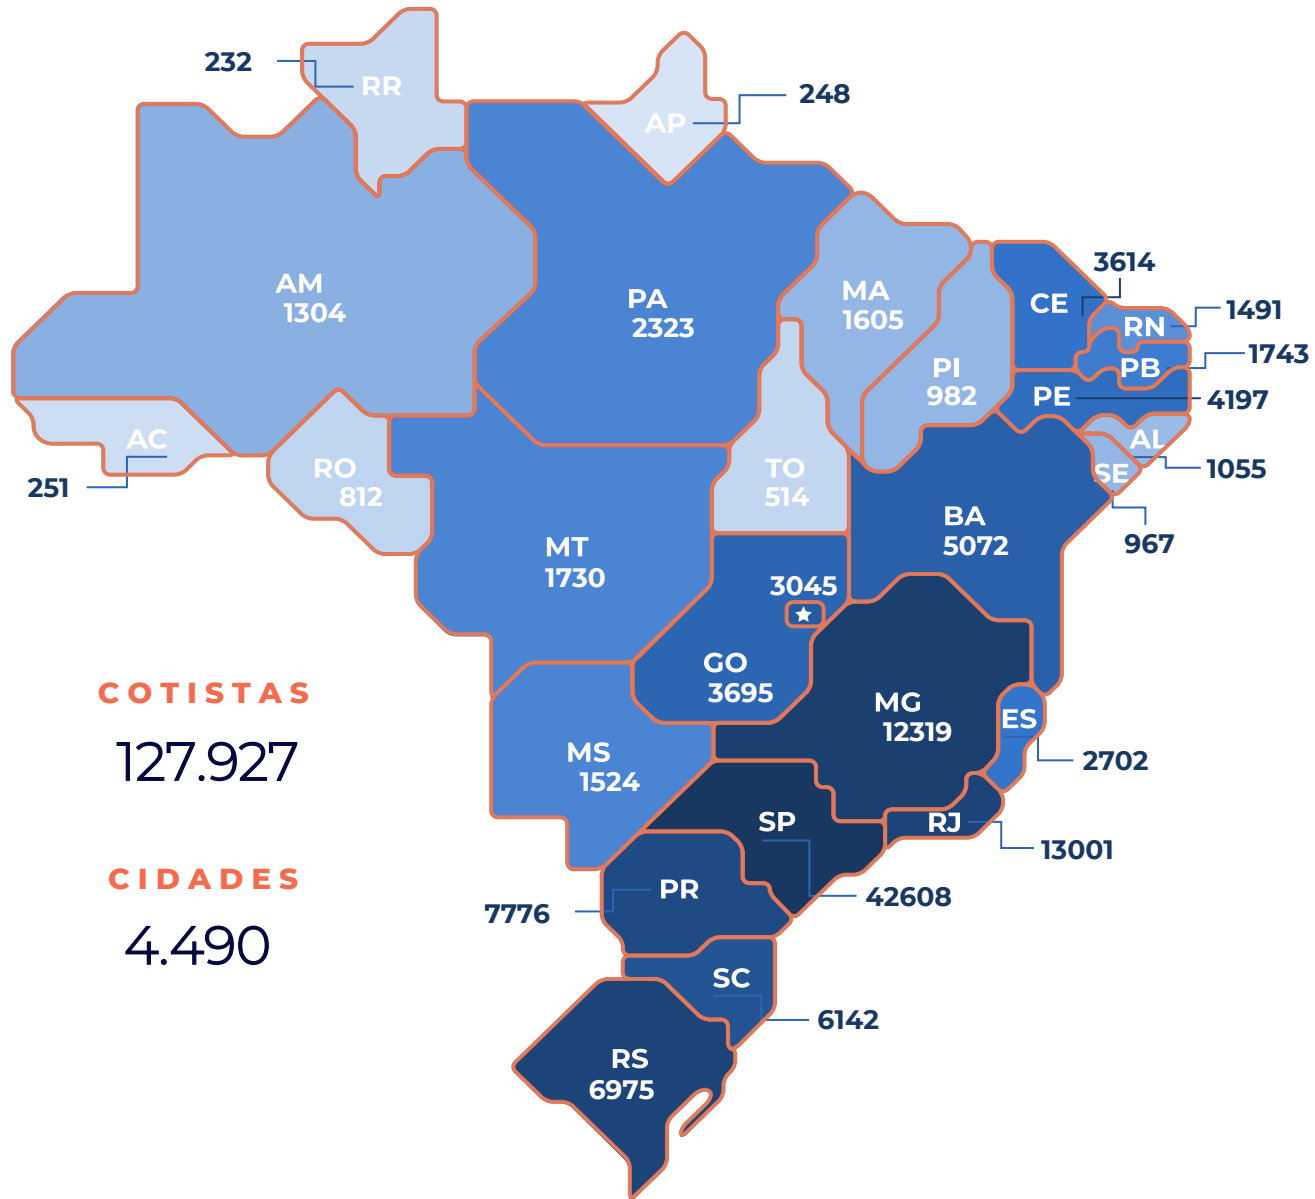 232
RR
248
AP
AM
1304
PA
2323
MA
1605
PI
982
3614
CE
1491
RN
1743
PB
PE
4197
AL
1055
SE
967
AC
251
RO
812
TO
514
BA
5072
MT
1730
3045
GO
3695
MG
12319
ES
2702
MS
1524
SP
42608
RJ
13001
PR
7776
SC
6142
RS
6975
COTISTAS
127.927
CIDADES
4.490